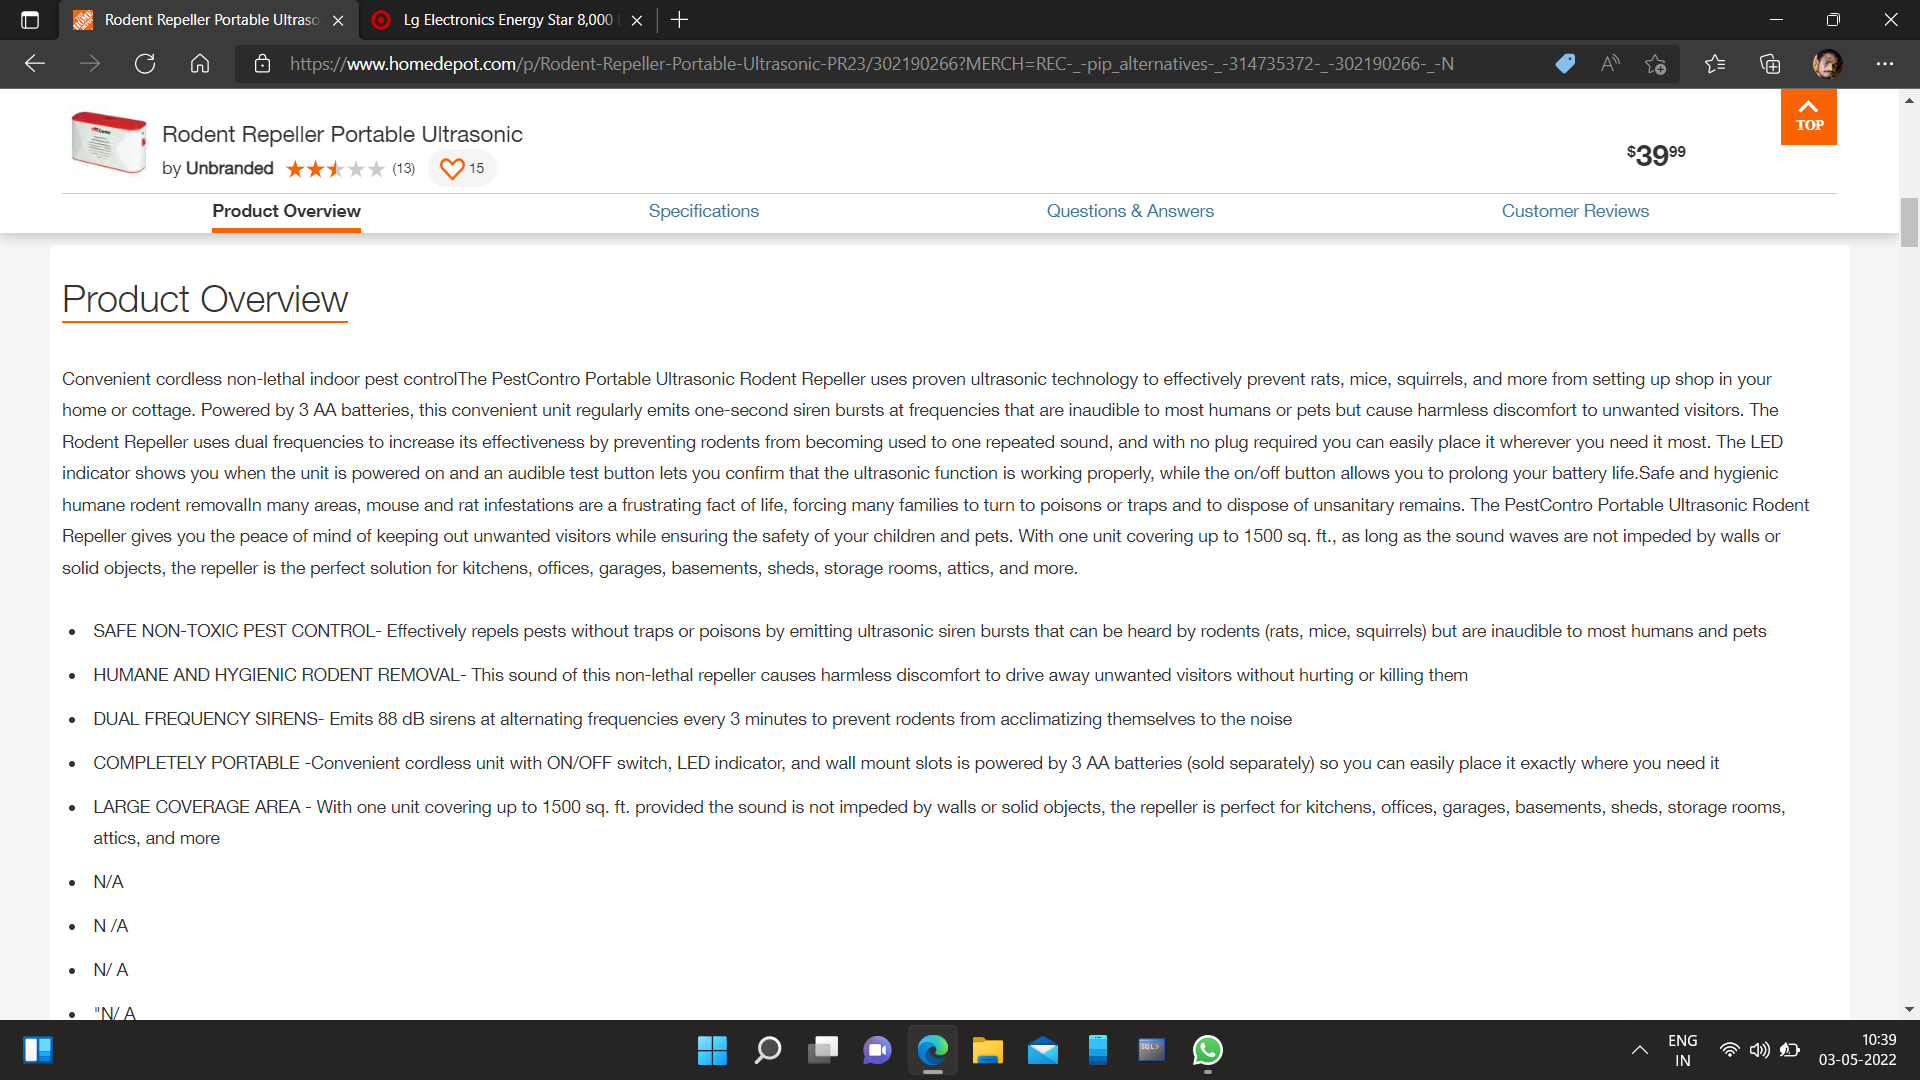 Rodent Repeller Portable Ultraso
Lg Electronics Energy Star 8,000
https://www.homedepot.com/p/Rodent-Repeller-Portable-Ultrasonic-PR23/302190266?MERCH=REC-_-pip_alternatives-_-314735372-_-302190266-_-N
Rodent Repeller Portable Ultrasonic
by Unbranded (13) 15
$39 99
TOP
Product Overview Specifications Questions & Answers Customer Reviews
Product Overview
Convenient cordless non-lethal indoor pest controlThe PestContro Portable Ultrasonic Rodent Repeller uses proven ultrasonic technology to effectively prevent rats, mice, squirrels, and more from setting up shop in your
home or cottage. Powered by 3 AA batteries, this convenient unit regularly emits one-second siren bursts at frequencies that are inaudible to most humans or pets but cause harmless discomfort to unwanted visitors. The
Rodent Repeller uses dual frequencies to increase its effectiveness by preventing rodents from becoming used to one repeated sound, and with no plug required you can easily place it wherever you need it most. The LED
indicator shows you when the unit is powered on and an audible test button lets you confirm that the ultrasonic function is working properly, while the on/off button allows you to prolong your battery life.Safe and hygienic
humane rodent removalIn many areas, mouse and rat infestations are a frustrating fact of life, forcing many families to turn to poisons or traps and to dispose of unsanitary remains. The PestContro Portable Ultrasonic Rodent
Repeller gives you the peace of mind of keeping out unwanted visitors while ensuring the safety of your children and pets. With one unit covering up to 1500 sq. ft., as long as the sound waves are not impeded by walls or
solid objects, the repeller is the perfect solution for kitchens, offices, garages, basements, sheds, storage rooms, attics, and more.
• SAFE NON-TOXIC PEST CONTROL- Effectively repels pests without traps or poisons by emitting ultrasonic siren bursts that can be heard by rodents (rats, mice, squirrels) but are inaudible to most humans and pets
• HUMANE AND HYGIENIC RODENT REMOVAL- This sound of this non-lethal repeller causes harmless discomfort to drive away unwanted visitors without hurting or killing them
• DUAL FREQUENCY SIRENS- Emits 88 dB sirens at alternating frequencies every 3 minutes to prevent rodents from acclimatizing themselves to the noise
• COMPLETELY PORTABLE -Convenient cordless unit with ON/OFF switch, LED indicator, and wall mount slots is powered by 3 AA batteries (sold separately) so you can easily place it exactly where you need it
• LARGE COVERAGE AREA - With one unit covering up to 1500 sq. ft. provided the sound is not impeded by walls or solid objects, the repeller is perfect for kitchens, offices, garages, basements, sheds, storage rooms,
attics, and more
• N/A
• N /A
• N/ A
• "N/ A
SQL>
ENG
IN
10:39
03-05-2022